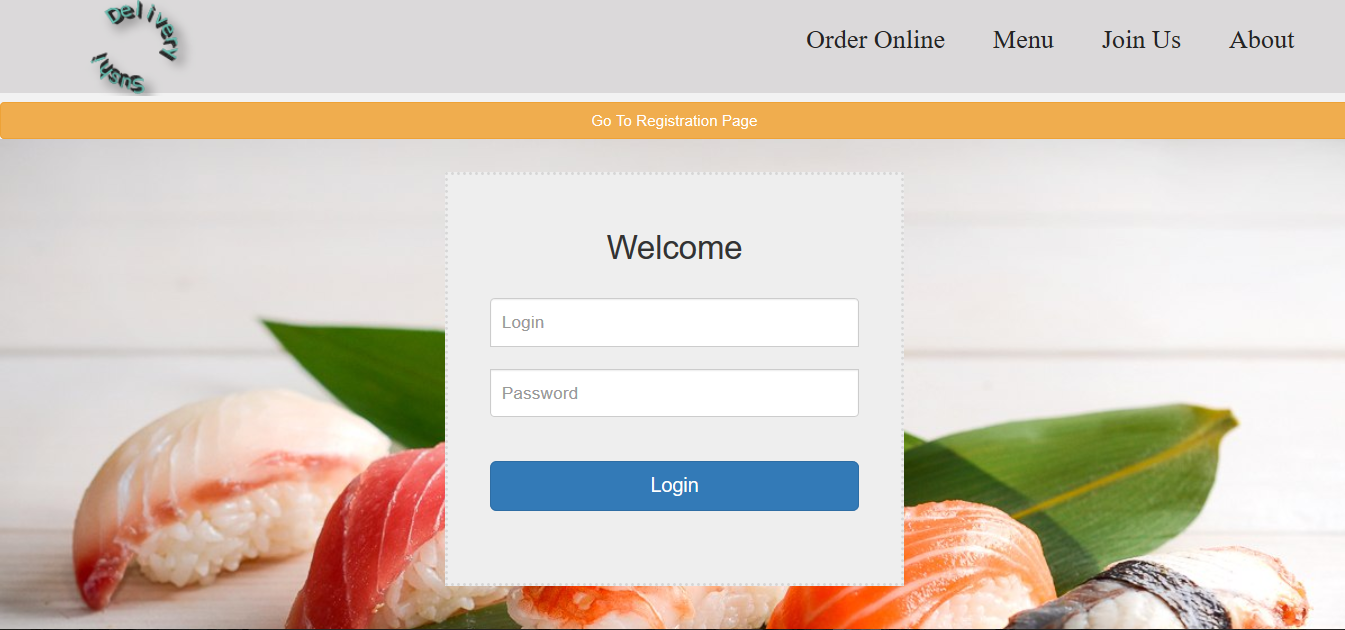 Delivery
Sushi
Order Online Menu Join Us About
Go To Registration Page
Welcome
Login
Password
Login